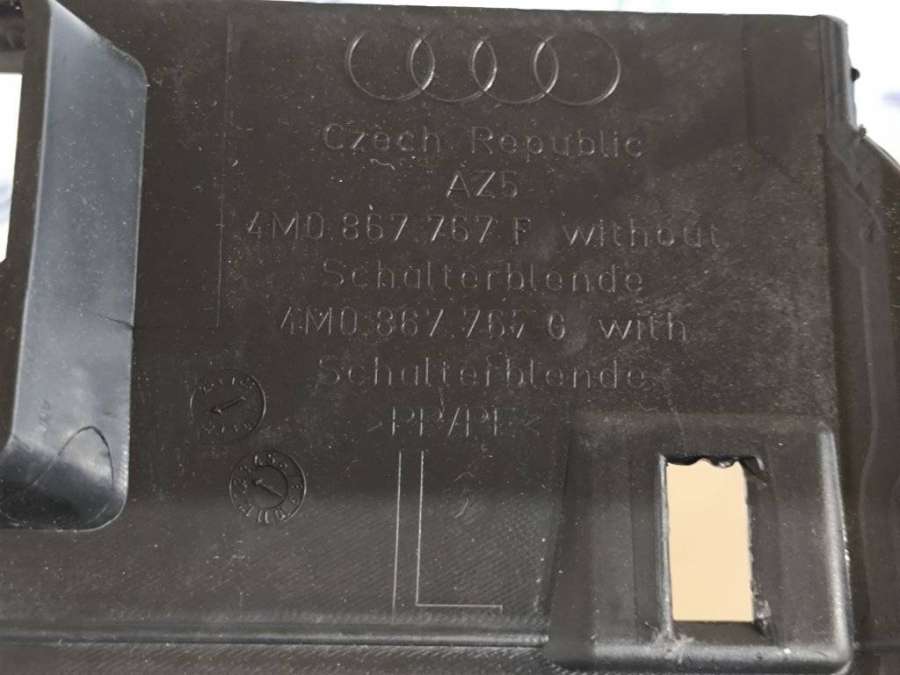 Czech Republic
AZ5
4M0.867.767 F without
Schalterblende
4M0.867.767 G with
Schalterblende
>PP/PE<
L